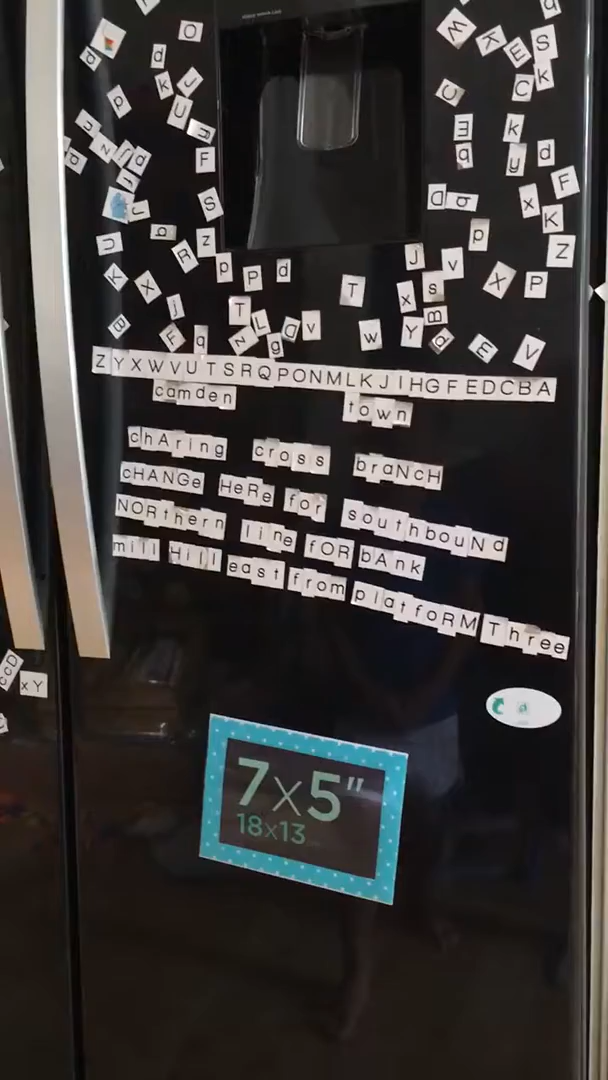 ZYXWVUTSRQPONMLKJIHGFEDCBA
camden town
chAring cross braNCH
cHANGe HeRe for southbouNd
NORthern line fOR bAnk
mill Hill east from platfoRM Three
7x5"
18x13